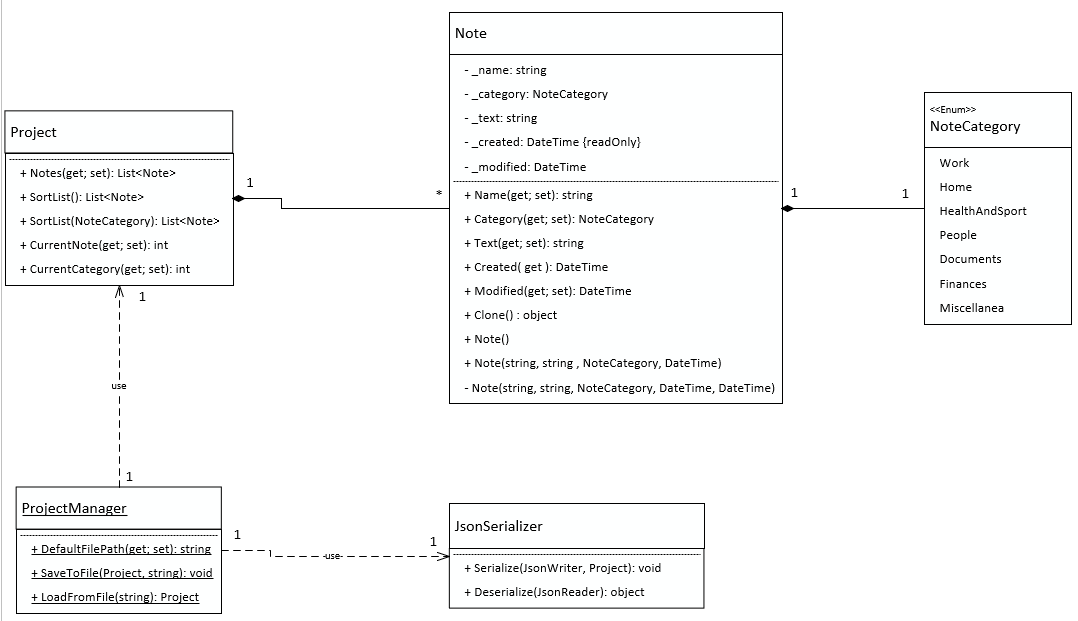 Project
+ Notes(get; set): List<Note>
+ SortList(): List<Note>
+ SortList(NoteCategory): List<Note>
+ CurrentNote(get; set): int
+ CurrentCategory(get; set): int
1
*
Note
- _name: string
- _category: NoteCategory
- _text: string
- _created: DateTime {readOnly}
- _modified: DateTime
+ Name(get; set): string
+ Category(get; set): NoteCategory
+ Text(get; set): string
+ Created( get ): DateTime
+ Modified(get; set): DateTime
+ Clone() : object
+ Note()
+ Note(string, string , NoteCategory, DateTime)
- Note(string, string, NoteCategory, DateTime, DateTime)
1
1
<<Enum>>
NoteCategory
Work
Home
HealthAndSport
People
Documents
Finances
Miscellanea
1
use
1
ProjectManager
+ DefaultFilePath(get; set): string
+ SaveToFile(Project, string): void
+ LoadFromFile(string): Project
1
use
1
JsonSerializer
+ Serialize(JsonWriter, Project): void
+ Deserialize(JsonReader): object